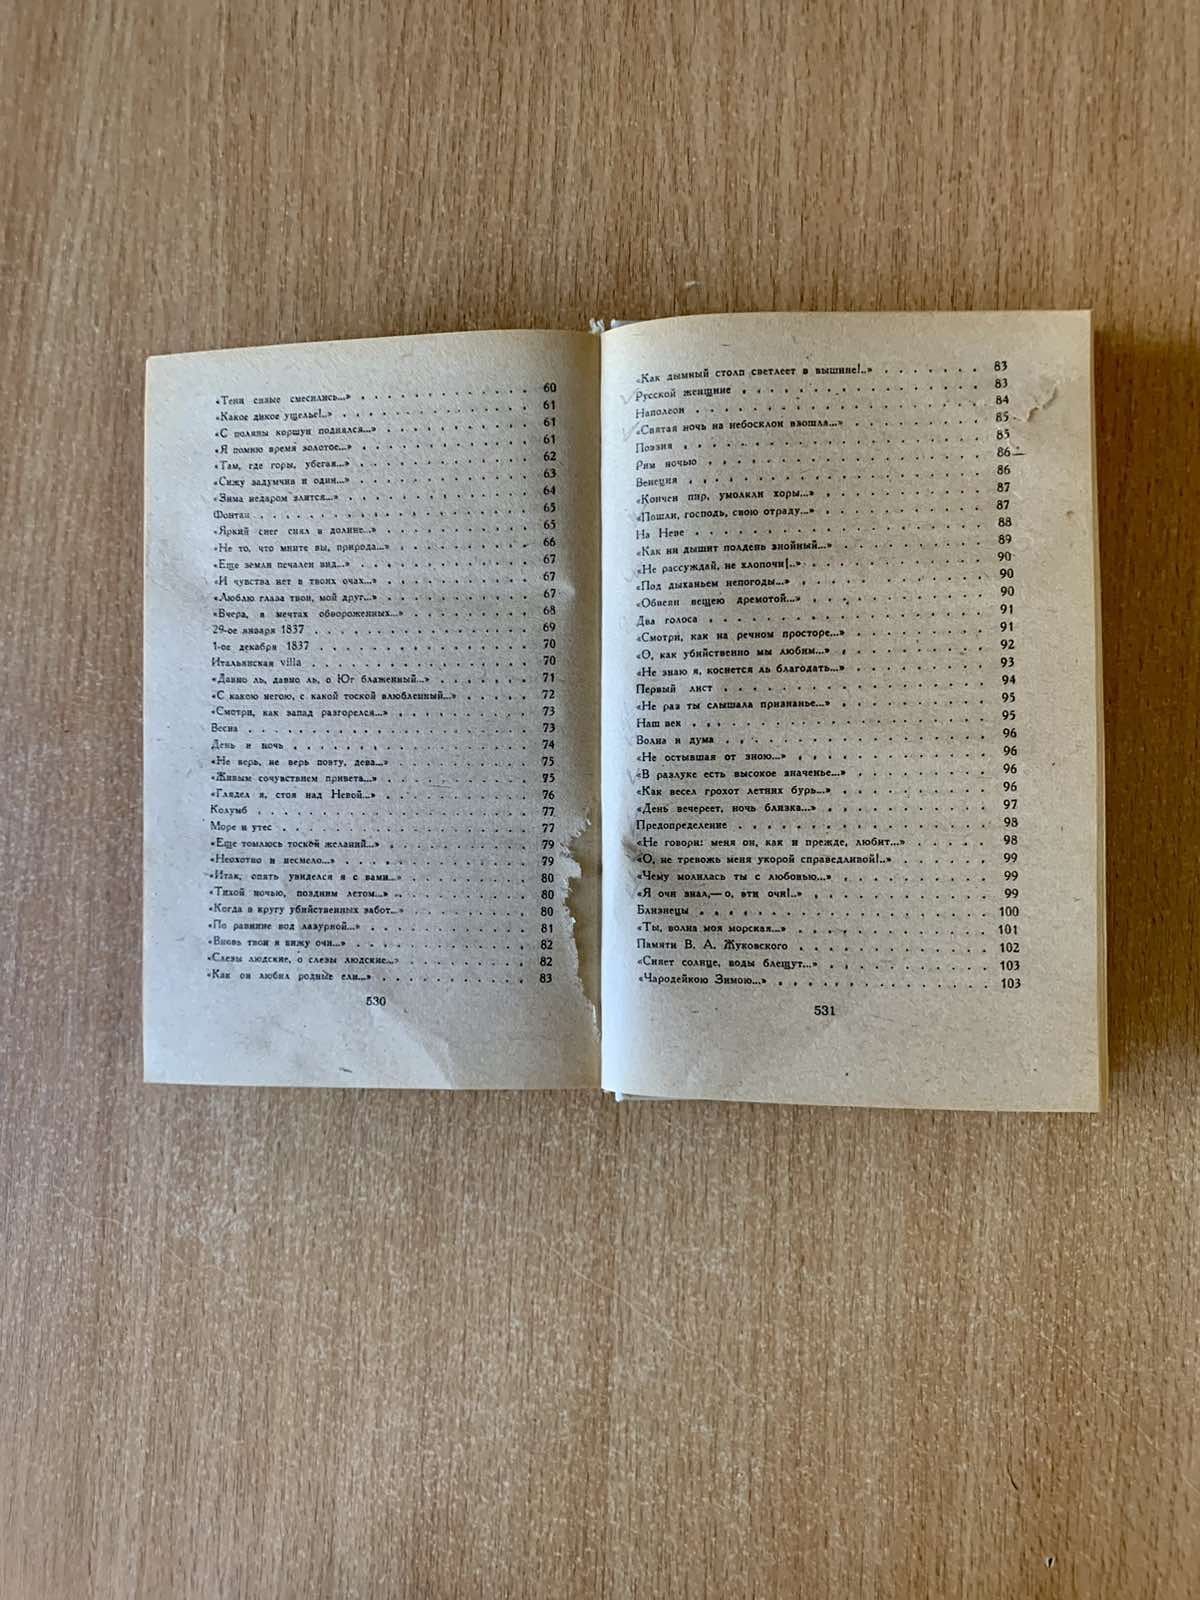 «Тени сизые смесились...» . . . . . . . . . . . 60
«Какое дикое ущелье!..» . . . . . . . . . . . 61
«С поляны коршун поднялся...» . . . . . . . . . 61
«Я помню время золотое...» . . . . . . . . . . . 61
«Там, где горы, убегая...» . . . . . . . . . . . 62
«Сижу задумчив и один...» . . . . . . . . . . . 63
«Зима недаром злится...» . . . . . . . . . . . 64
Фонтан . . . . . . . . . . . . . . . . . . 65
«Яркий снег сиял в долине...» . . . . . . . . . 65
«Не то, что мните вы, природа...» . . . . . . . . 66
«Еще земли печален вид...» . . . . . . . . . . . 67
«И чувства нет в твоих очах...» . . . . . . . . . 67
«Люблю глаза твои, мой друг...» . . . . . . . . . 67
«Вчера, в мечтах обвороженных...» . . . . . . . . 68
29-ое января 1837 . . . . . . . . . . . . . . 69
1-ое декабря 1837 . . . . . . . . . . . . . . 70
Итальянская villa . . . . . . . . . . . . . . 70
«Давно ль, давно ль, о Юг блаженный...» . . . . . . 71
«С какою негою, с какой тоской влюбленный...» . . . . 72
«Смотри, как запад разгорелся...» . . . . . . . . 73
Весна . . . . . . . . . . . . . . . . . . 73
День и ночь . . . . . . . . . . . . . . . . 74
«Не верь, не верь поэту, дева...» . . . . . . . . 75
«Живым сочувствием привета...» . . . . . . . . . 75
«Глядел я, стоя над Невой...» . . . . . . . . . 76
Колумб . . . . . . . . . . . . . . . . . . 77
Море и утес . . . . . . . . . . . . . . . . 77
«Еще томлюсь тоской желаний...» . . . . . . . . . 79
«Неохотно и несмело...» . . . . . . . . . . . 79
«Итак, опять увиделся я с вами...» . . . . . . . . 80
«Тихой ночью, поздним летом...» . . . . . . . . . 80
«Когда в кругу убийственных забот...» . . . . . . . 80
«По равнине вод лазурной...» . . . . . . . . . . 81
«Вновь твои я вижу очи...» . . . . . . . . . . . 82
«Слезы людские, о слезы людские...» . . . . . . . . 82
«Как он любил родные ели...» . . . . . . . . . . 83
530
«Как дымный столп светлеет в вышине!..» . . . . . . . 83
Русской женщине . . . . . . . . . . . . . . 83
Наполеон . . . . . . . . . . . . . . . . . 84
«Святая ночь на небосклон взошла...» . . . . . . . . 85
Поэзия . . . . . . . . . . . . . . . . . . 85
Рим ночью . . . . . . . . . . . . . . . . . 86
Венеция . . . . . . . . . . . . . . . . . . 86
«Кончен пир, умолкли хоры...» . . . . . . . . . . 87
«Пошли, господь, свою отраду...» . . . . . . . . . 87
На Неве . . . . . . . . . . . . . . . . . . 88
«Как ни дышит полдень знойный...» . . . . . . . . 89
«Не рассуждай, не хлопочи!..» . . . . . . . . . . 90
«Под дыханьем непогоды...» . . . . . . . . . . . 90
«Обвеян вещею дремотой...» . . . . . . . . . . . 90
Два голоса . . . . . . . . . . . . . . . . . 91
«Смотри, как на речном просторе...» . . . . . . . . 91
«О, как убийственно мы любим...» . . . . . . . . . 92
«Не знаю я, коснется ль благодать...» . . . . . . . . 93
Первый лист . . . . . . . . . . . . . . . . 94
«Не раз ты слышала признанье...» . . . . . . . . . 95
Наш век . . . . . . . . . . . . . . . . . . 95
Волна и дума . . . . . . . . . . . . . . . . 96
«Не остывшая от зною...» . . . . . . . . . . . 96
«В разлуке есть высокое значенье...» . . . . . . . . 96
«Как весел грохот летних бурь...» . . . . . . . . . 96
«День вечереет, ночь близка...» . . . . . . . . . . 97
Предопределение . . . . . . . . . . . . . . . 98
«Не говори: меня он, как и прежде, любит...» . . . . . 98
«О, не тревожь меня укорой справедливой!..» . . . . . . 99
«Чему молилась ты с любовью...» . . . . . . . . . 99
«Я очи знал,— о, эти очи!..» . . . . . . . . . . . 99
Близнецы . . . . . . . . . . . . . . . . . 100
«Ты, волна моя морская...» . . . . . . . . . . . 101
Памяти В. А. Жуковского . . . . . . . . . . . . 102
«Сияет солнце, воды блещут...» . . . . . . . . . . 103
«Чародейкою Зимою...» . . . . . . . . . . . . . 103
531